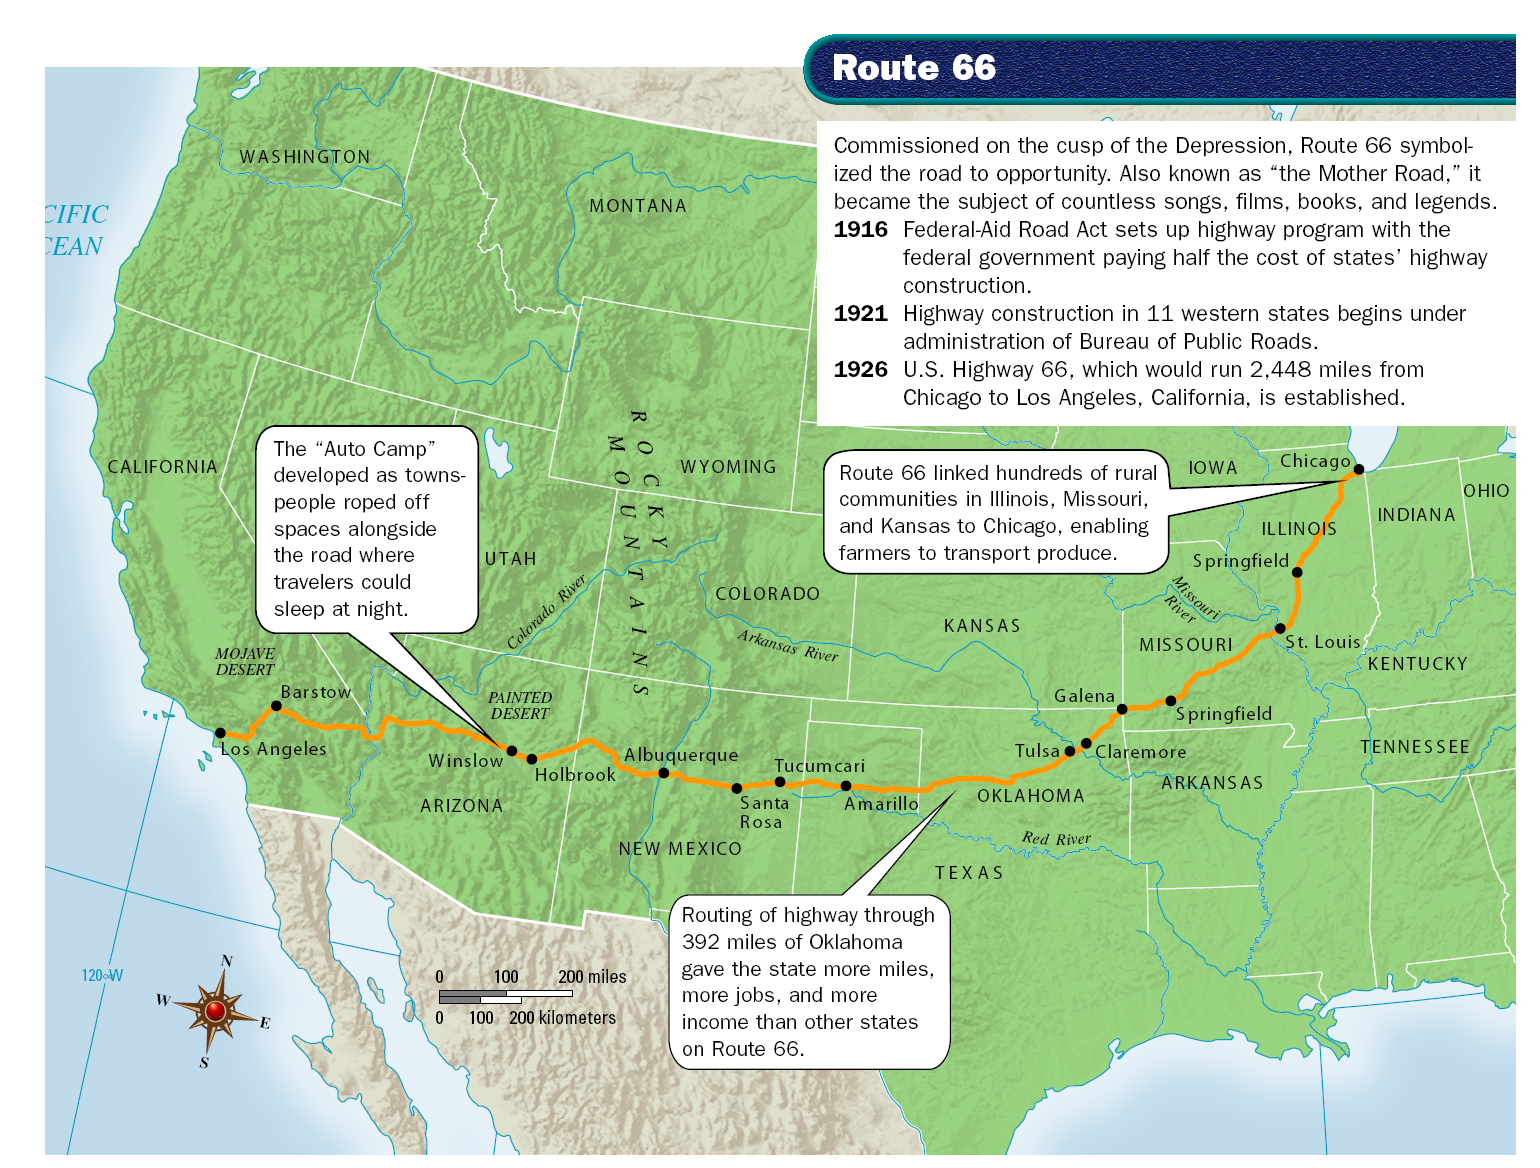 Route 66
Commissioned on the cusp of the Depression, Route 66 symbol-
ized the road to opportunity. Also known as “the Mother Road,” it
became the subject of countless songs, films, books, and legends.
1916 Federal-Aid Road Act sets up highway program with the
federal government paying half the cost of states’ highway
construction.
1921 Highway construction in 11 western states begins under
administration of Bureau of Public Roads.
1926 U.S. Highway 66, which would run 2,448 miles from
Chicago to Los Angeles, California, is established.
WASHINGTON
MONTANA
CIFIC
CEAN
ROCKY
MOUNTAINS
CALIFORNIA
WYOMING
IOWA
Chicago
OHIO
INDIANA
ILLINOIS
The “Auto Camp”
developed as towns-
people roped off
spaces alongside
the road where
travelers could
sleep at night.
Route 66 linked hundreds of rural
communities in Illinois, Missouri,
and Kansas to Chicago, enabling
farmers to transport produce.
UTAH
Colorado River
COLORADO
Arkansas River
KANSAS
Springfield
Missouri
River
MISSOURI
St. Louis
KENTUCKY
MOJAVE
DESERT
Barstow
PAINTED
DESERT
Galena
Springfield
Los Angeles
Winslow
Holbrook
Albuquerque
Tucumcari
Tulsa
Claremore
TENNESSEE
ARIZONA
Santa
Rosa
Amarillo
OKLAHOMA
ARKANSAS
NEW MEXICO
Red River
TEXAS
Routing of highway through
392 miles of Oklahoma
gave the state more miles,
more jobs, and more
income than other states
on Route 66.
120°W
N
W
E
S
0 100 200 miles
0 100 200 kilometers